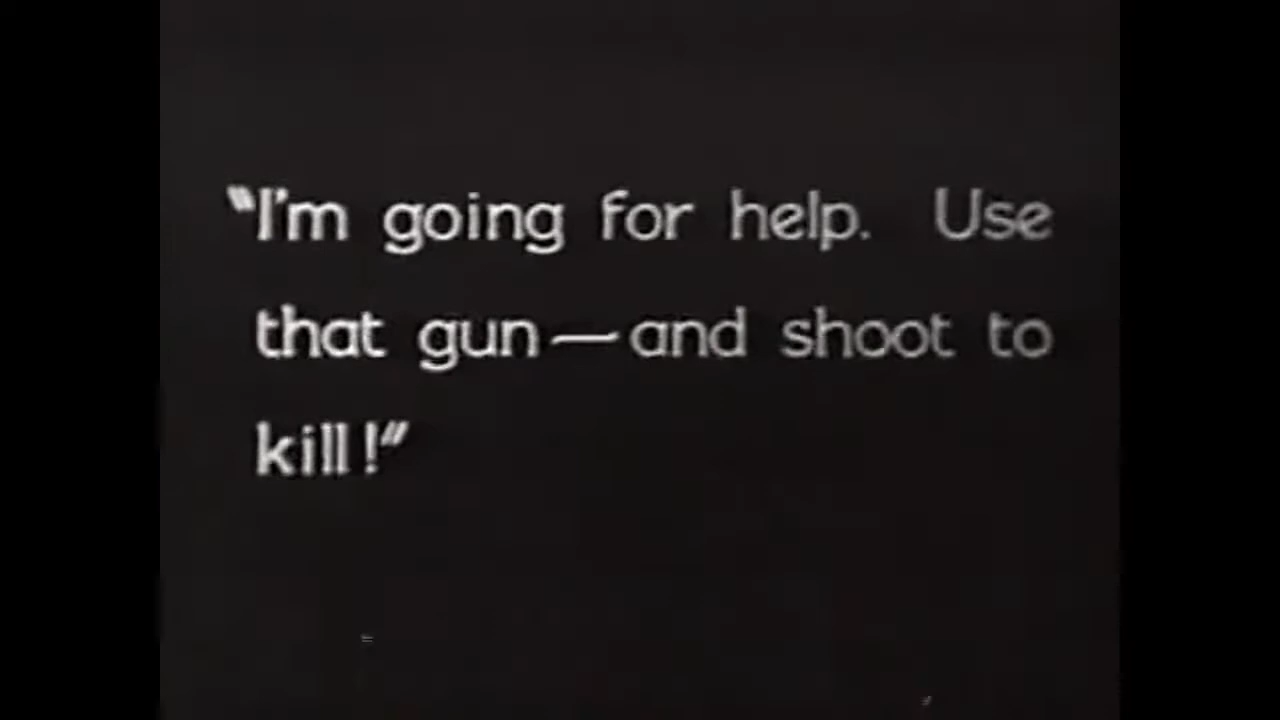 “I'm going for help. Use
that gun—and shoot to
kill!”